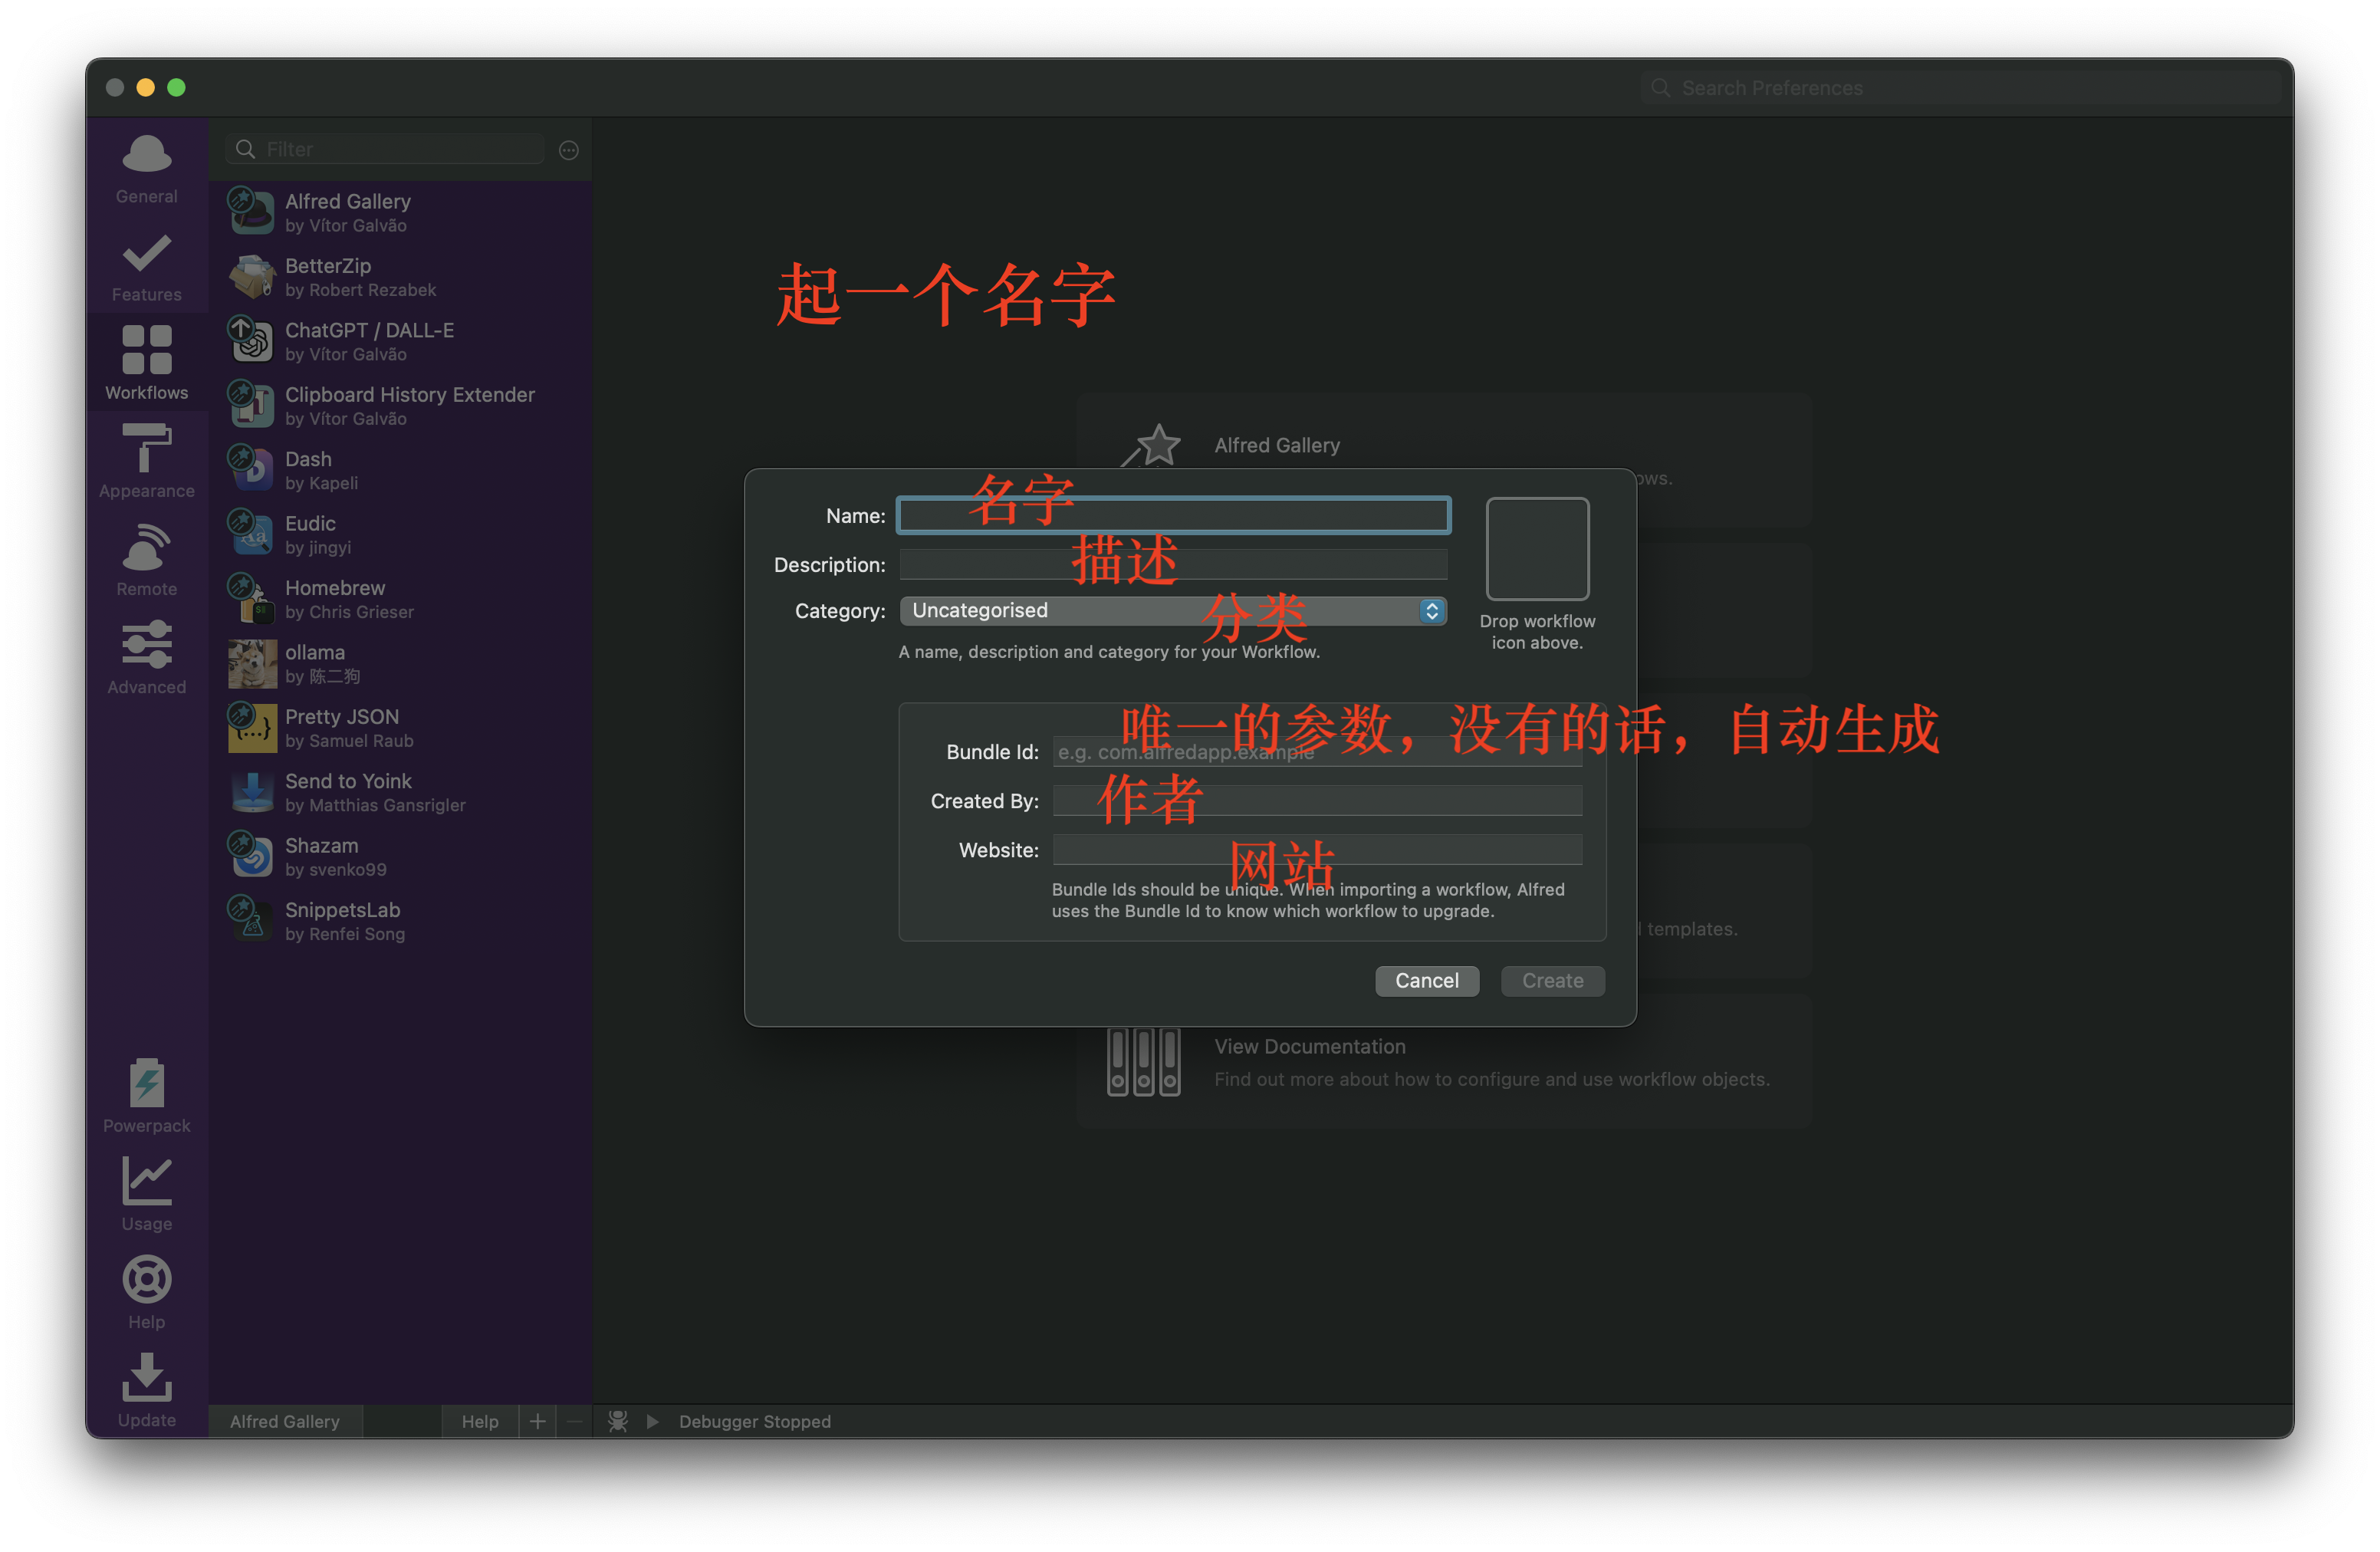 Search Preferences
General
Features
Workflows
Appearance
Remote
Advanced
Powerpack
Usage
Help
Update
Filter
Alfred Gallery
by Vítor Galvão
BetterZip
by Robert Rezabek
ChatGPT / DALL-E
by Vítor Galvão
Clipboard History Extender
by Vítor Galvão
Dash
by Kapeli
Eudic
by jingyi
Homebrew
by Chris Grieser
ollama
by 陈二狗
Pretty JSON
by Samuel Raub
Send to Yoink
by Matthias Gansrigler
Shazam
by svenko99
SnippetsLab
by Renfei Song
Alfred Gallery
Help
Debugger Stopped
起一个名字
Alfred Gallery
Name:
名字
Description:
描述
Category:
Uncategorised
分类
A name, description and category for your Workflow.
Drop workflow
icon above.
唯一的参数，没有的话，自动生成
Bundle Id:
e.g. com.alfredapp.example
Created By:
作者
Website:
网站
Bundle Ids should be unique. When importing a workflow, Alfred
uses the Bundle Id to know which workflow to upgrade.
templates.
Cancel
Create
View Documentation
Find out more about how to configure and use workflow objects.